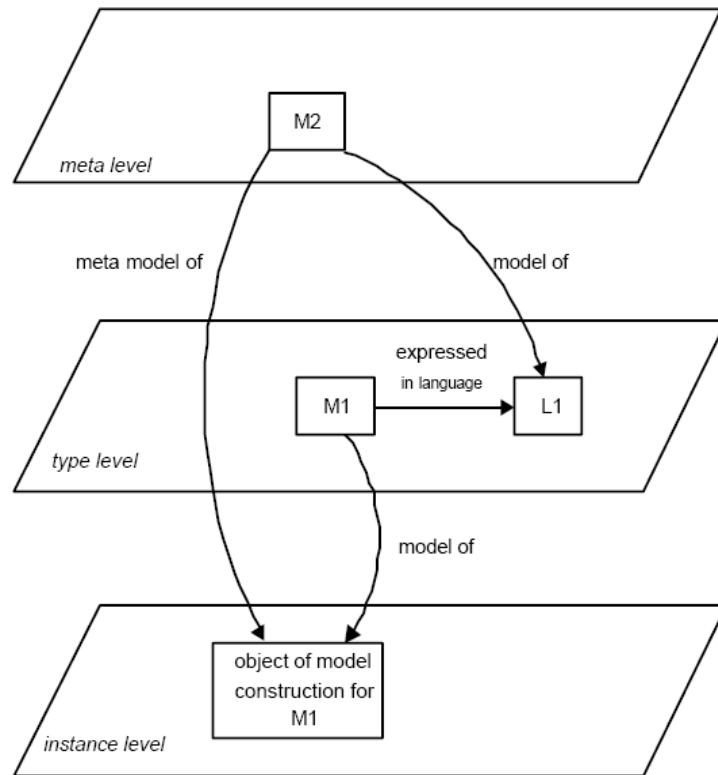 M2
meta level
meta model of
model of
expressed
in language
M1
L1
type level
model of
object of model
construction for
M1
instance level